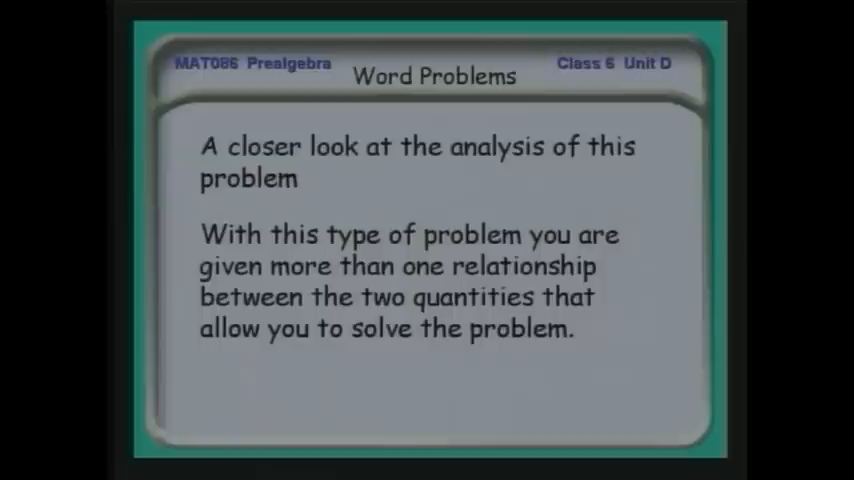 MAT086 Prealgebra
Word Problems
Class 6 Unit D
A closer look at the analysis of this
problem
With this type of problem you are
given more than one relationship
between the two quantities that
allow you to solve the problem.